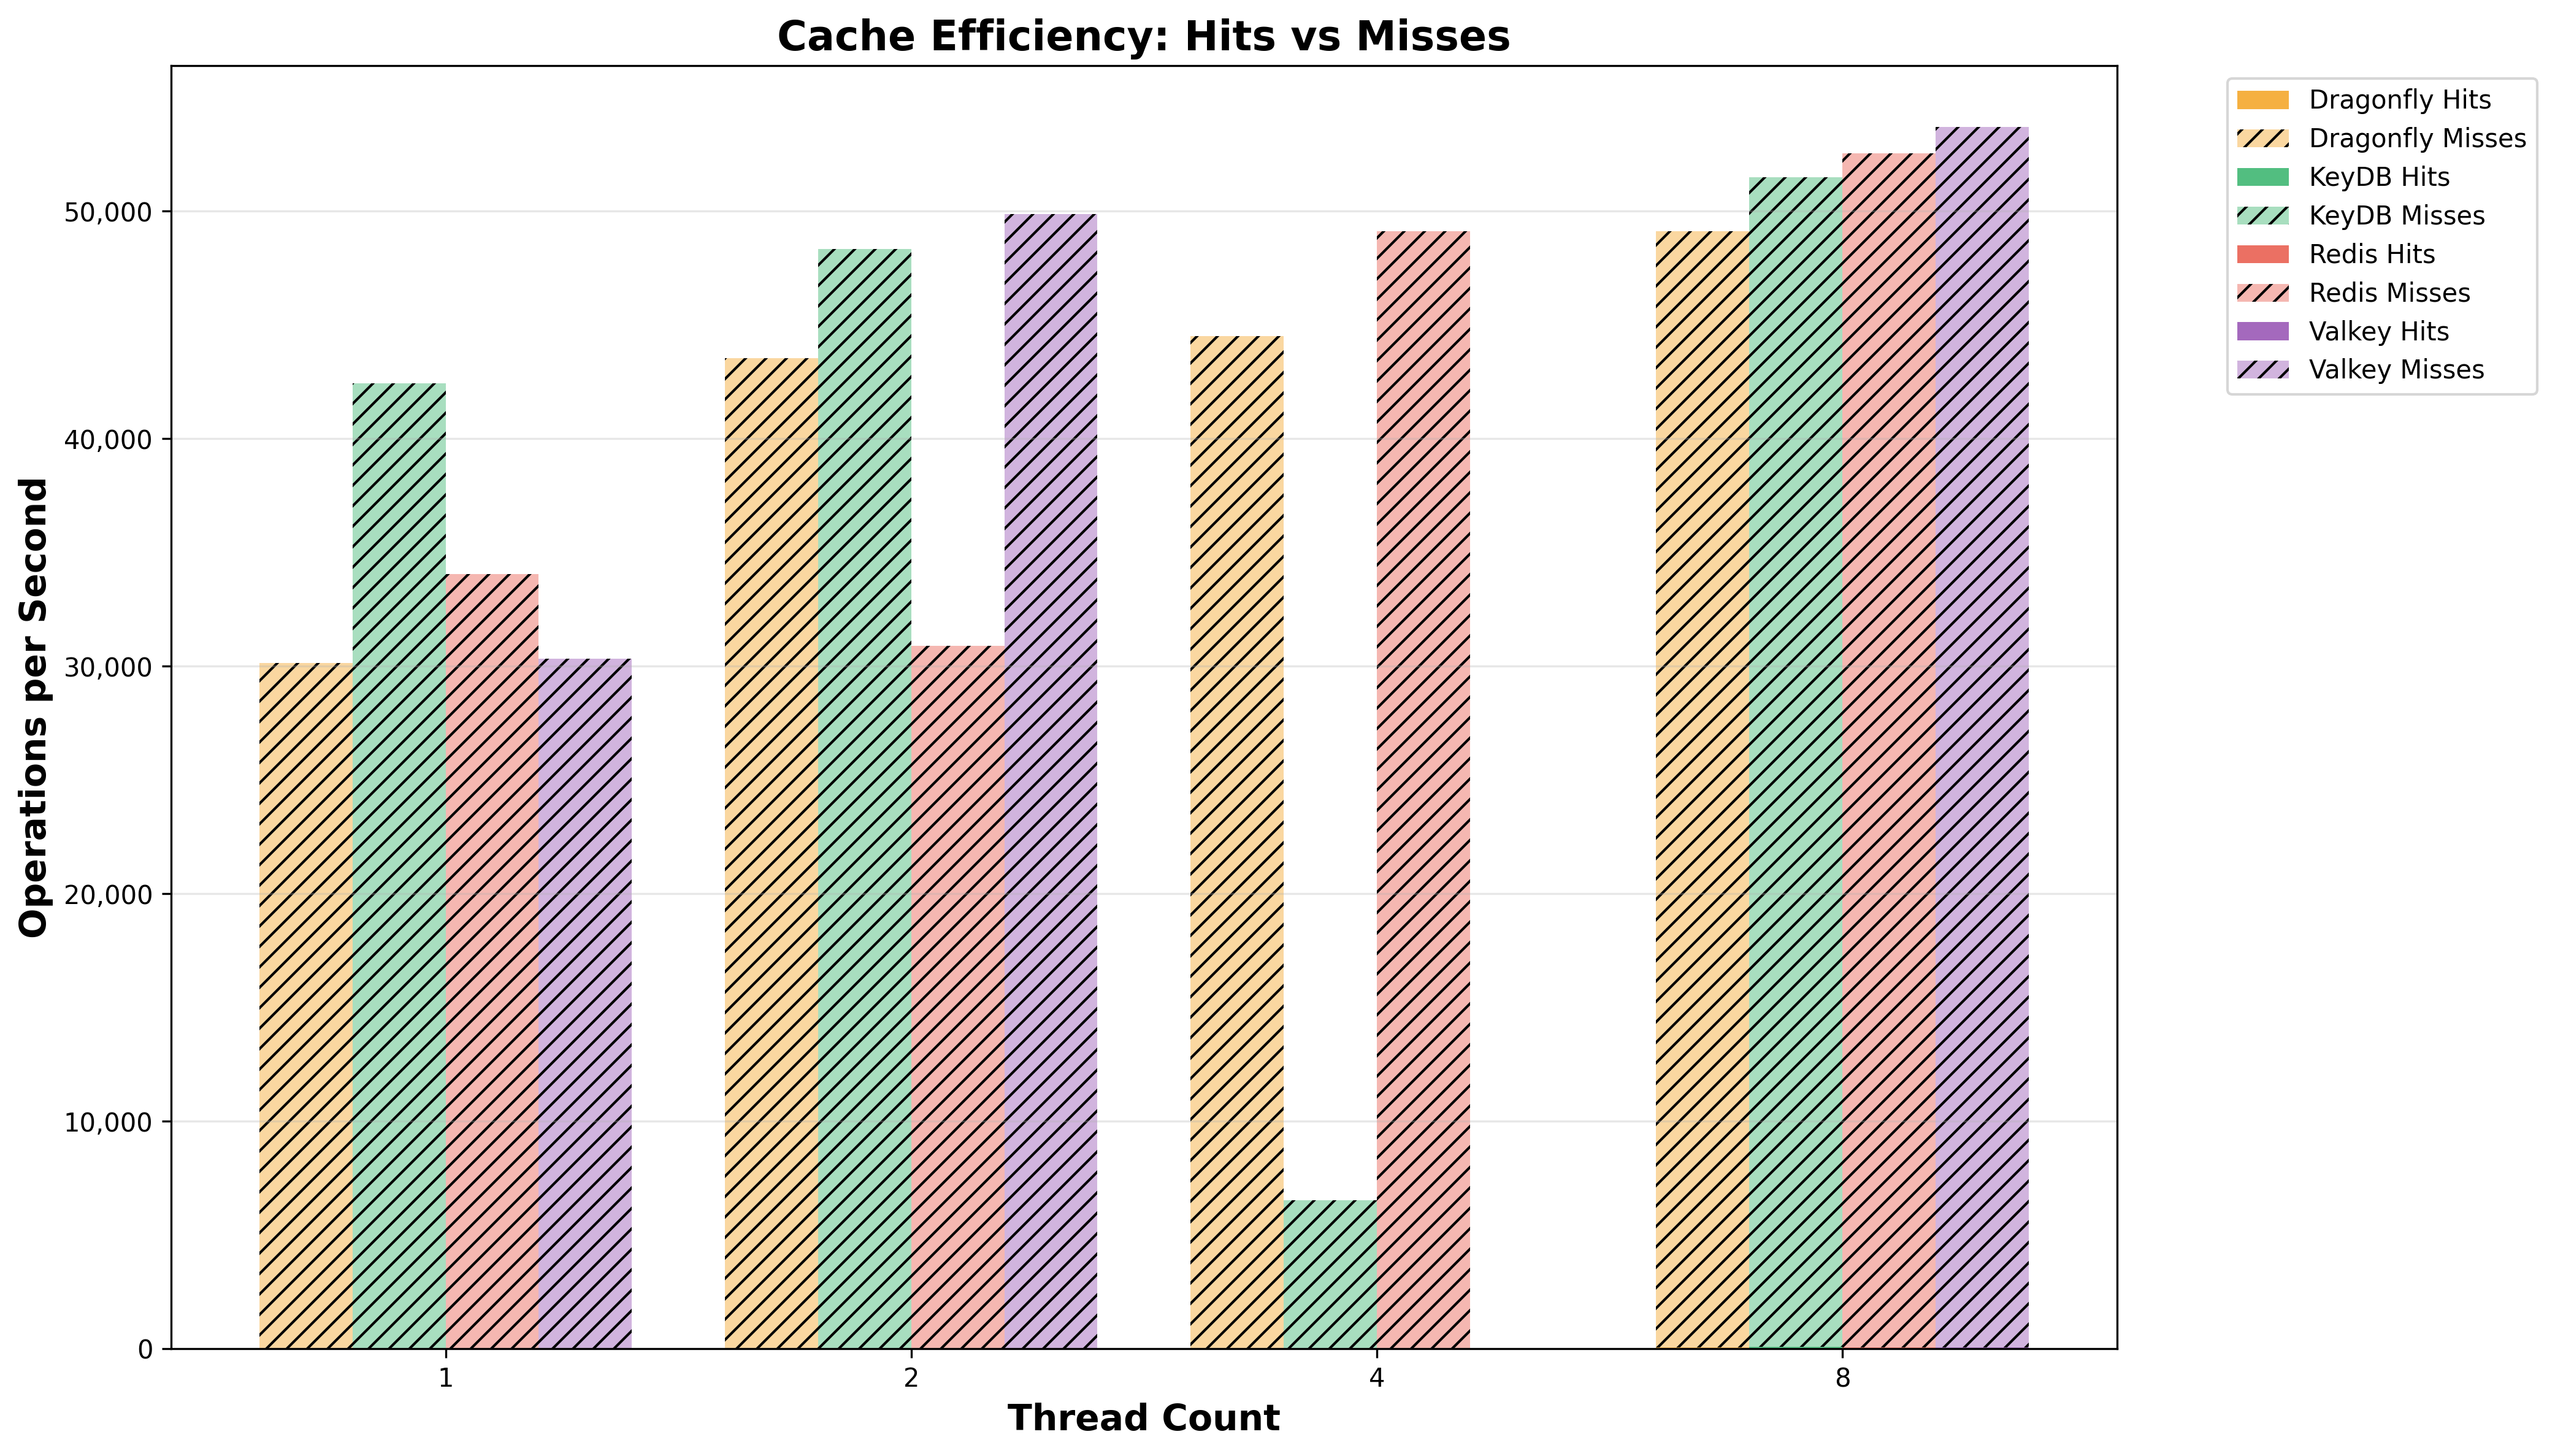 Cache Efficiency: Hits vs Misses
Dragonfly Hits
Dragonfly Misses
KeyDB Hits
KeyDB Misses
Redis Hits
Redis Misses
Valkey Hits
Valkey Misses
Operations per Second
50,000
40,000
30,000
20,000
10,000
0
1 2 4 8
Thread Count